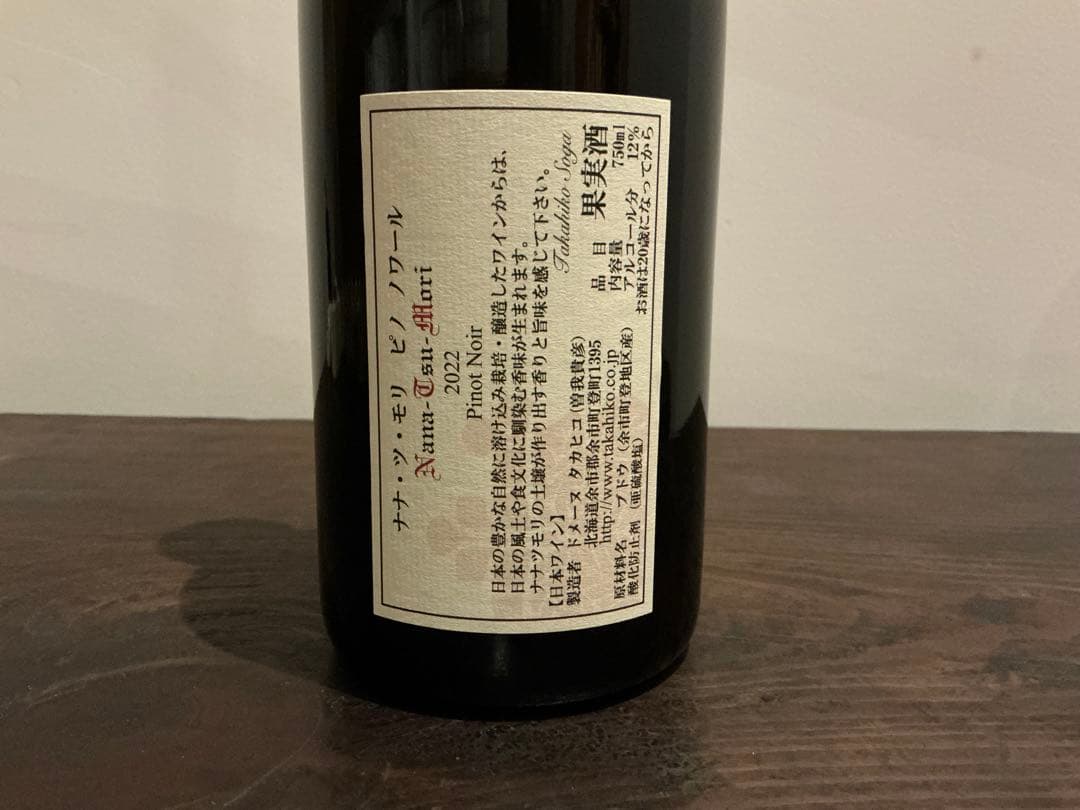 ナナ・ツ・モリ ピノ ノワール
Nana-Tsu-Mori
2022
Pinot Noir
日本の豊かな自然に溶け込み栽培・醸造したワインからは、
日本の風土や食文化に馴染む香味が生まれます。
ナナツモリの土壌が作り出す香りと旨味を感じて下さい。
Takahiko Soga
【日本ワイン】
製造者 ドメーヌ タカヒコ (曽我貴彦)
北海道余市郡余市町登町1395
http://www.takahiko.co.jp
原材料名 ブドウ (余市町登地区産)
酸化防止剤 (亜硫酸塩)
品目 果実酒
内容量 750ml
アルコール分 12%
お酒は20歳になってから